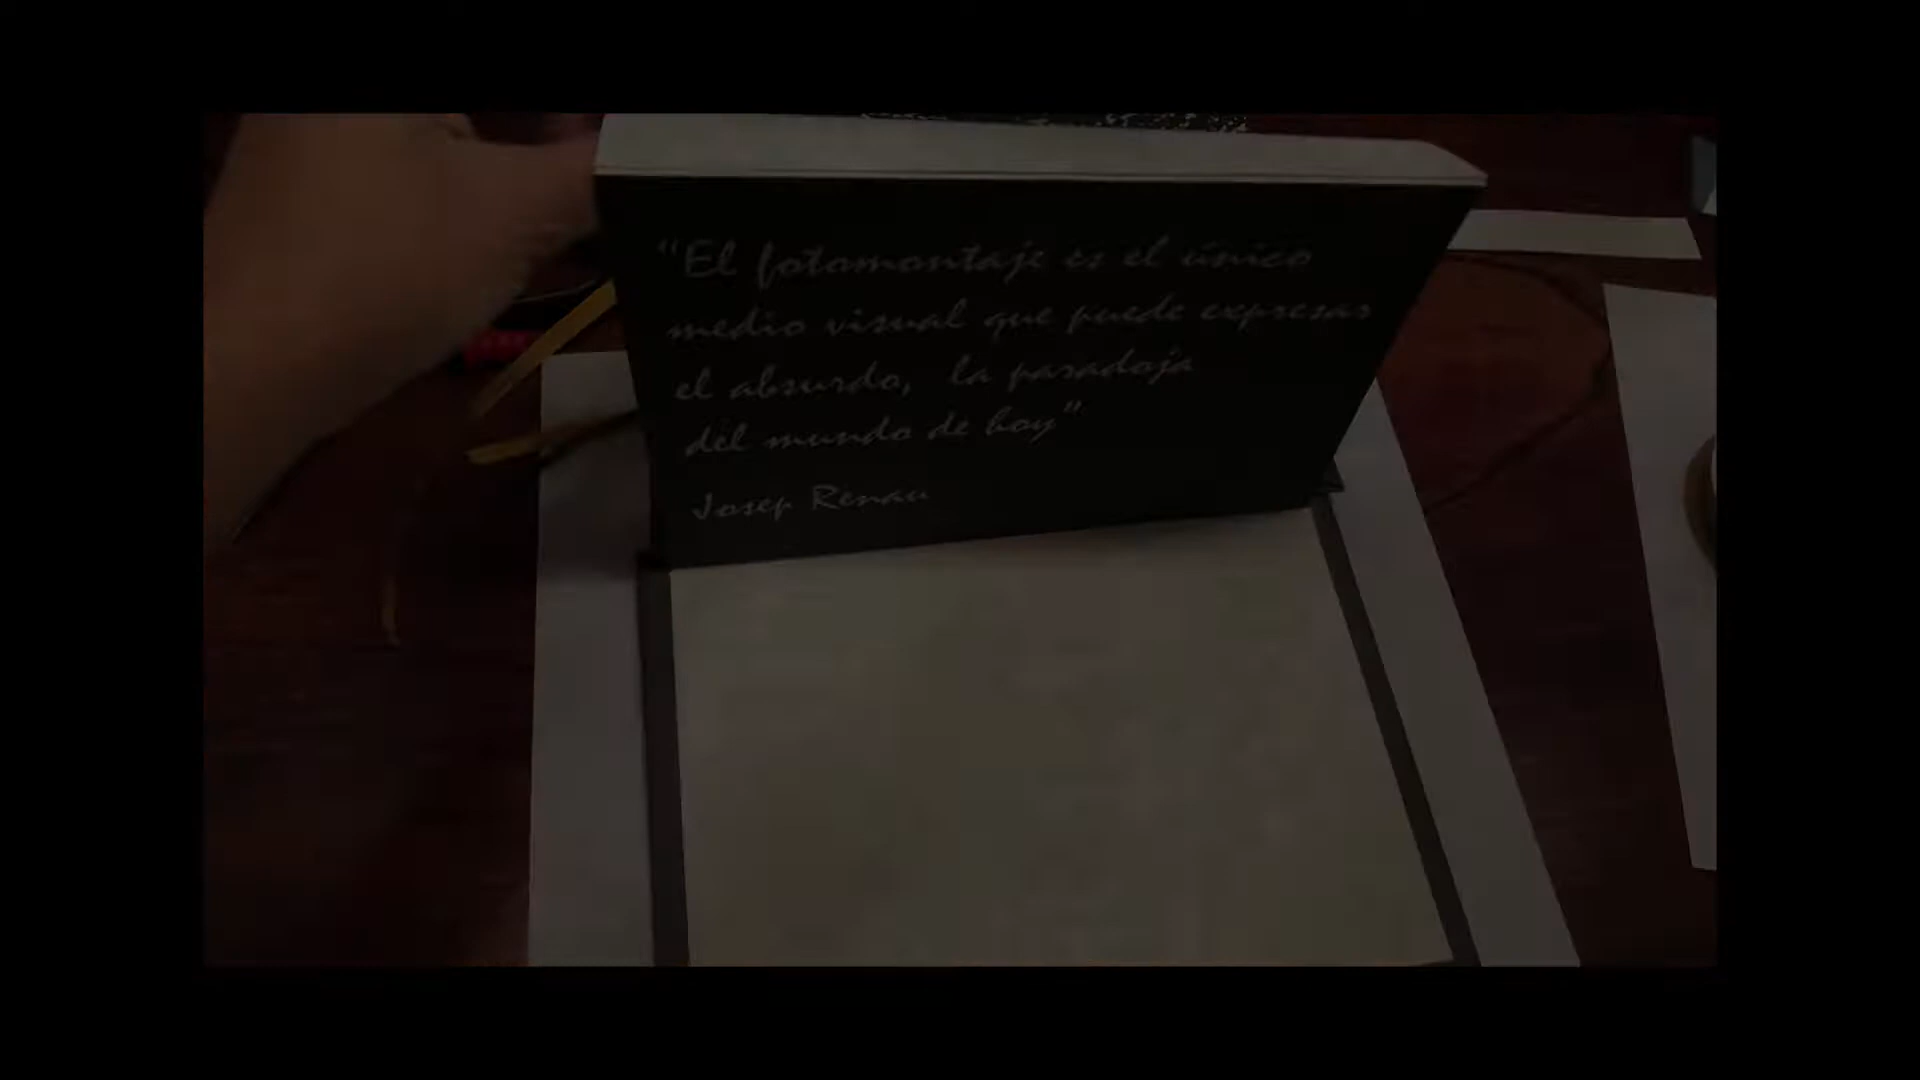 “El fotomontaje es el único
medio visual que puede expresar
el absurdo, la paradoja
del mundo de hoy”
Josep Renau